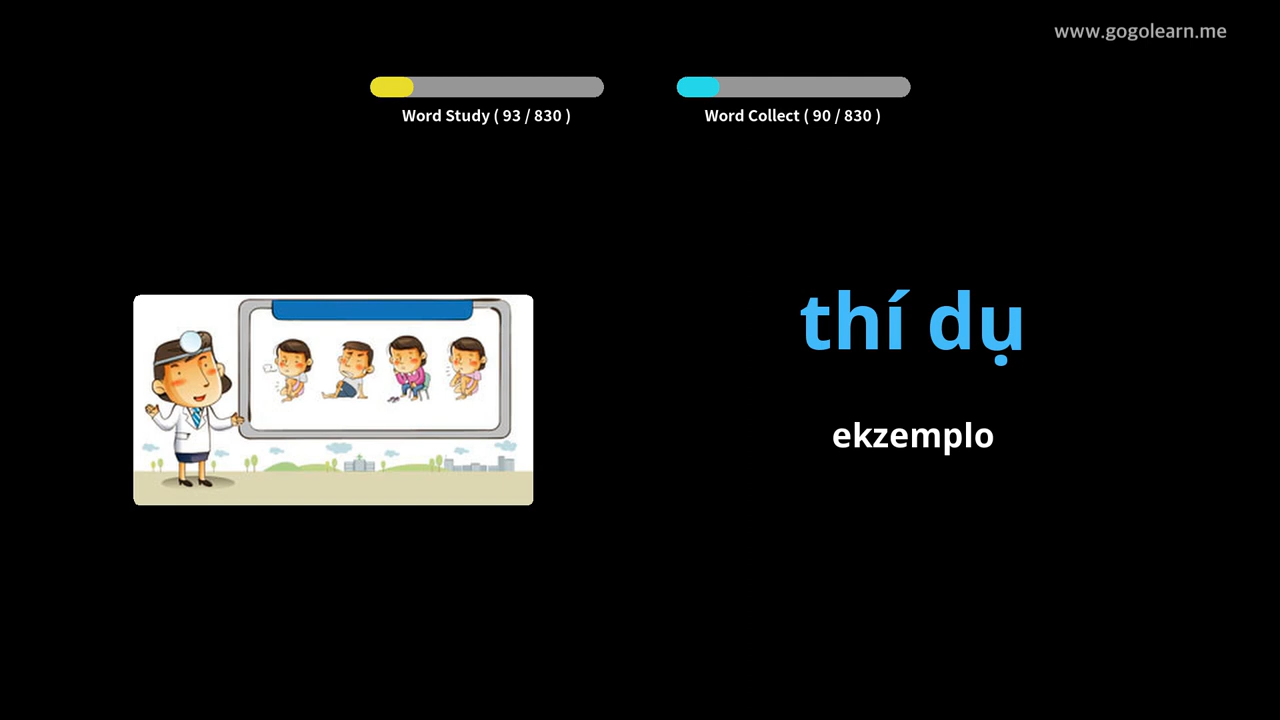 www.gogolearn.me
Word Study ( 93 / 830 )
Word Collect ( 90 / 830 )
thí dụ
ekzemplo